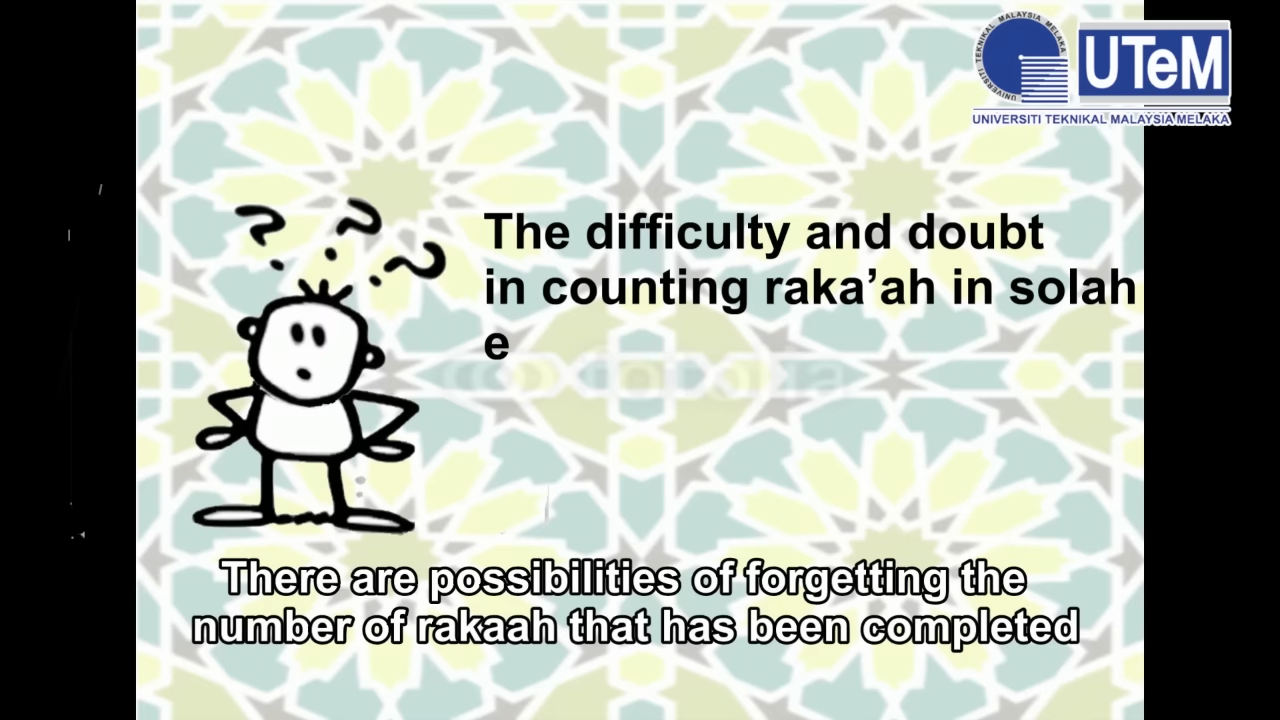 UNIVERSITI TEKNIKAL MALAYSIA MELAKA
UTeM
UNIVERSITI TEKNIKAL MALAYSIA MELAKA
The difficulty and doubt
in counting raka’ah in solah
e
fotolia
There are possibilities of forgetting the
number of rakaah that has been completed